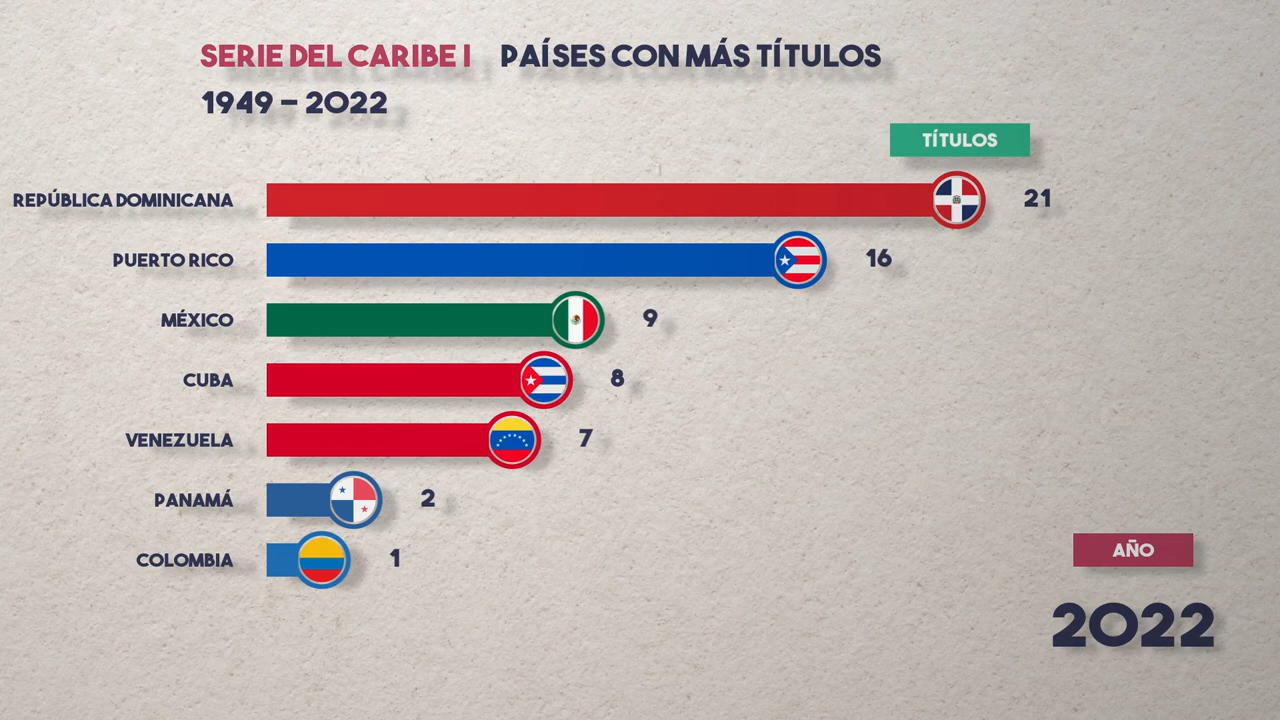 SERIE DEL CARIBE I PAÍSES CON MÁS TÍTULOS
1949 - 2022
TÍTULOS
REPÚBLICA DOMINICANA 21
PUERTO RICO 16
MÉXICO 9
CUBA 8
VENEZUELA 7
PANAMÁ 2
COLOMBIA 1
AÑO
2022